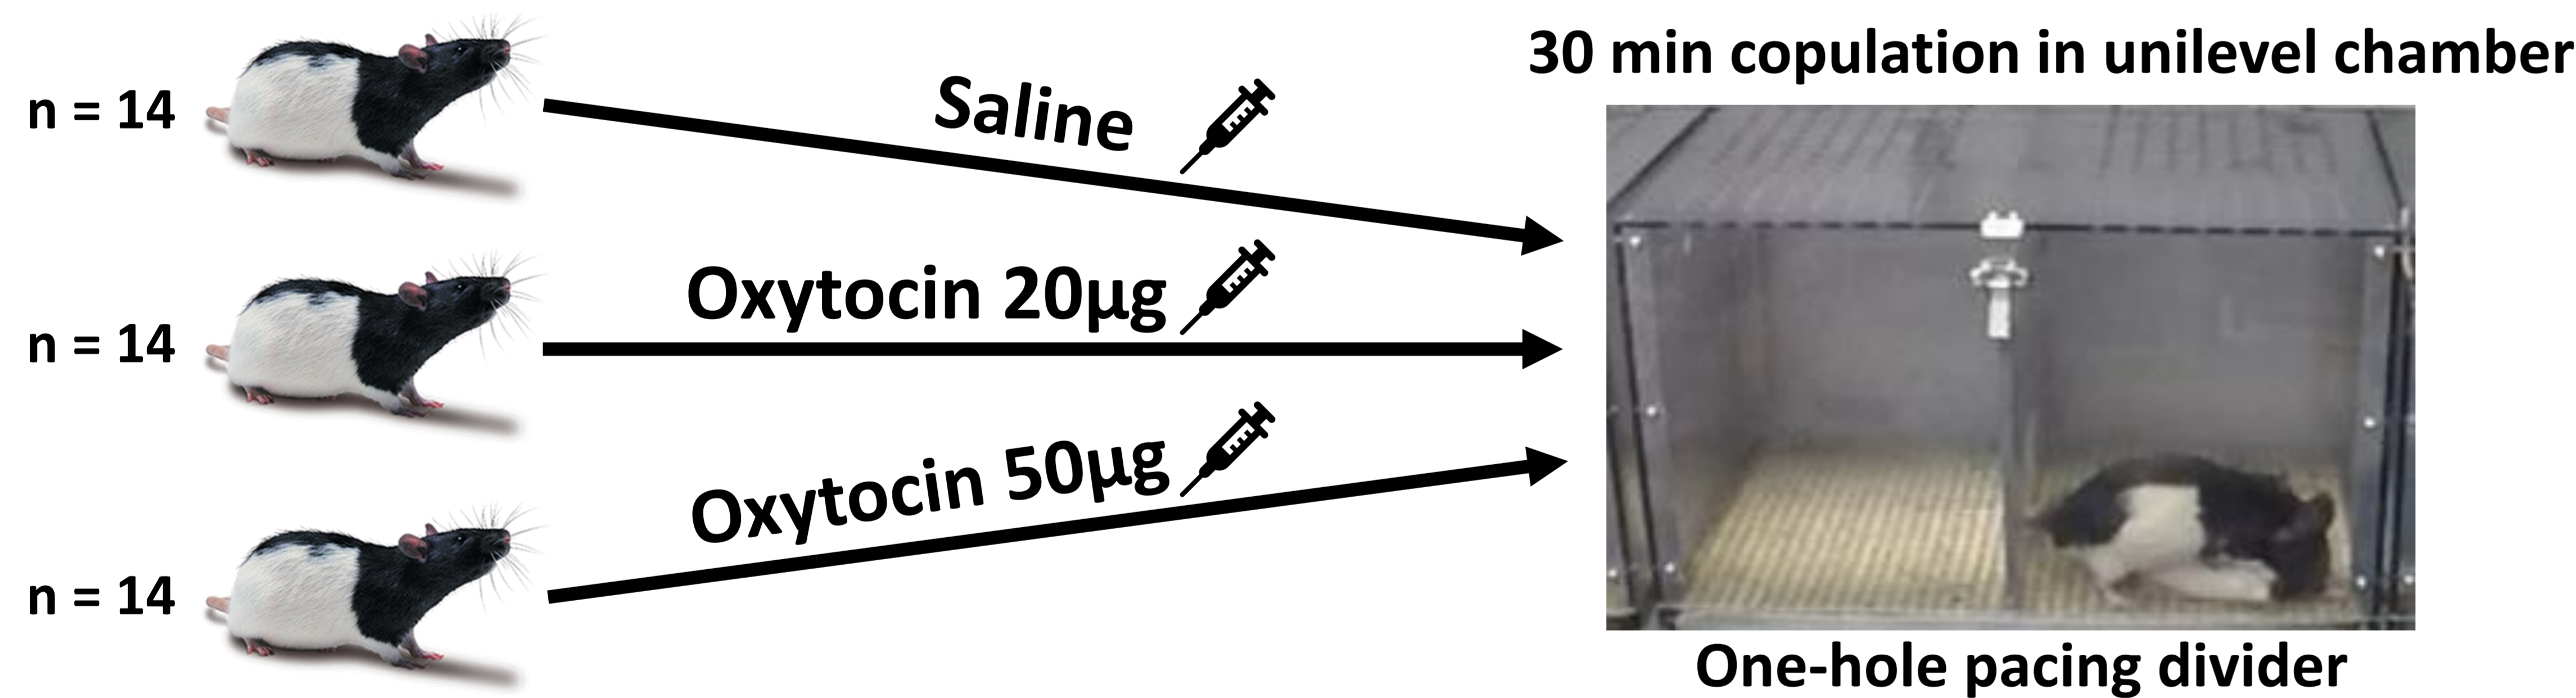 30 min copulation in unilevel chamber
n = 14
Saline
Oxytocin 20µg
n = 14
Oxytocin 50µg
n = 14
One-hole pacing divider